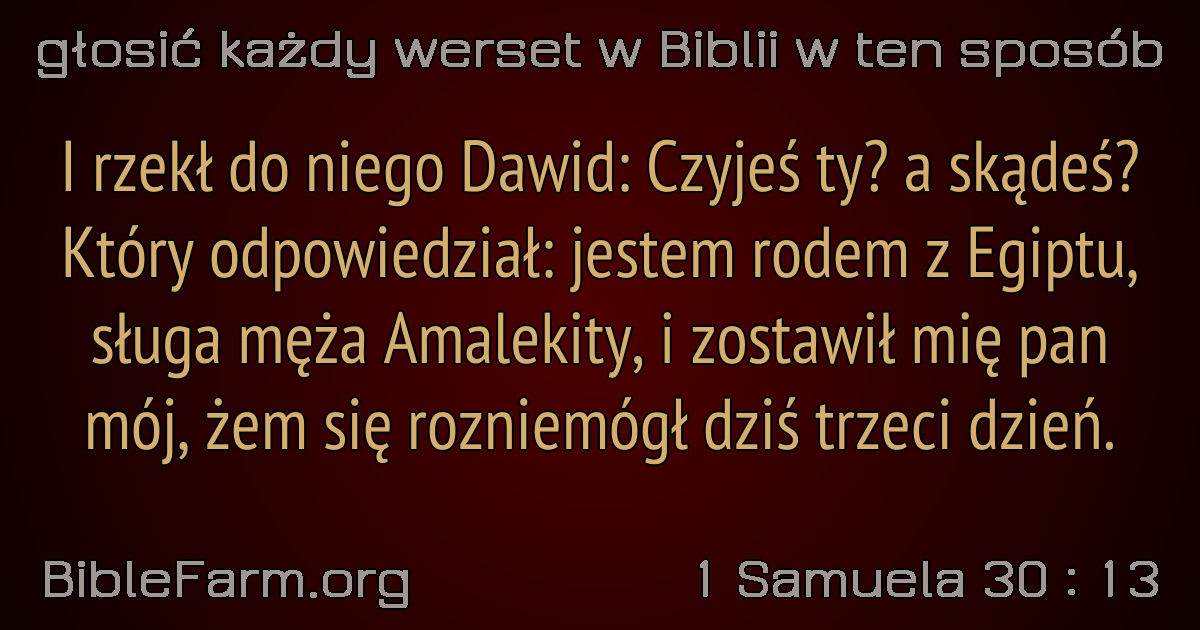 głosić każdy werset w Biblii w ten sposób
I rzekł do niego Dawid: Czyjeś ty? a skądeś?
Który odpowiedział: jestem rodem z Egiptu,
sługa męża Amalekity, i zostawił mię pan
mój, żem się rozniemógł dziś trzeci dzień.
BibleFarm.org
1 Samuela 30 : 13